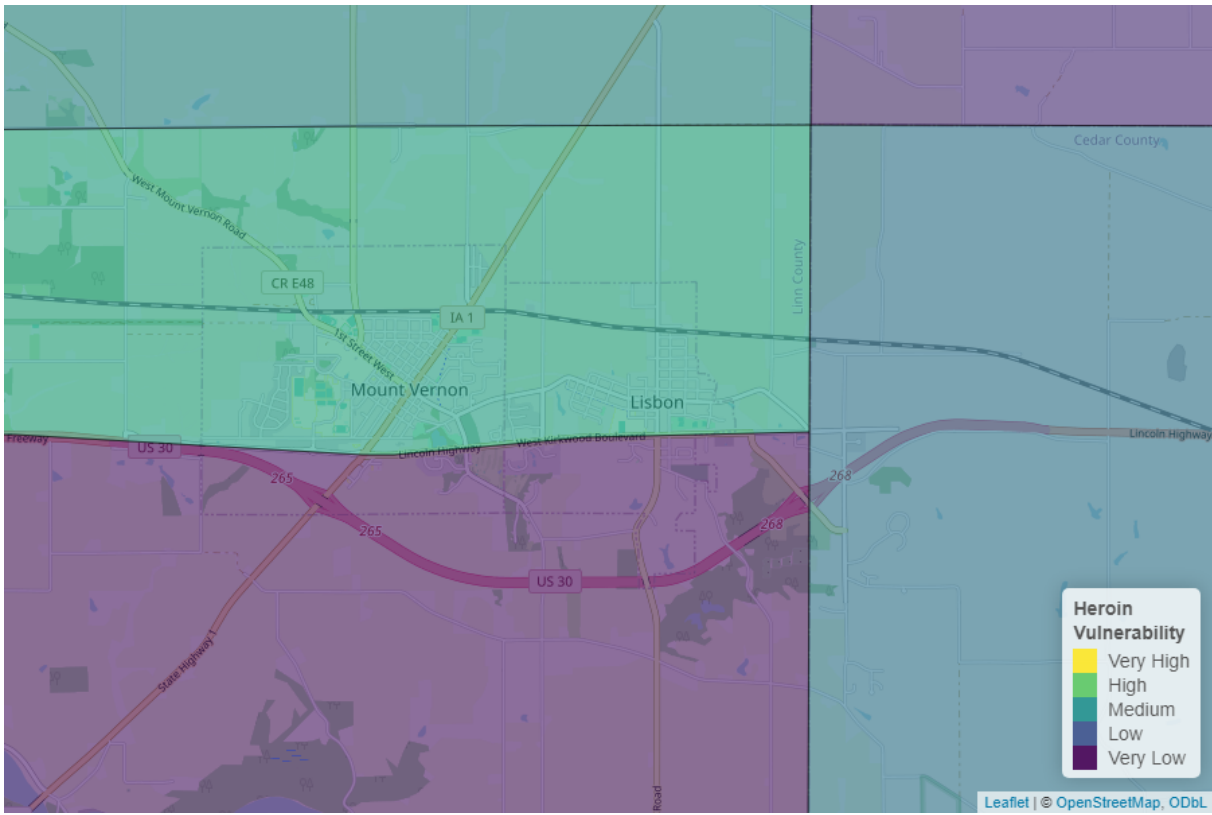 Cedar County
West Mount Vernon Road
Linn County
CR E48
IA 1
1st Street West
Mount Vernon
Lisbon
Freeway
US 30
Lincoln Highway
West Kirkwood Boulevard
Lincoln Highway
265
268
265
268
US 30
State Highway 1
Road
Heroin
Vulnerability
Very High
High
Medium
Low
Very Low
Leaflet | © OpenStreetMap, ODbL